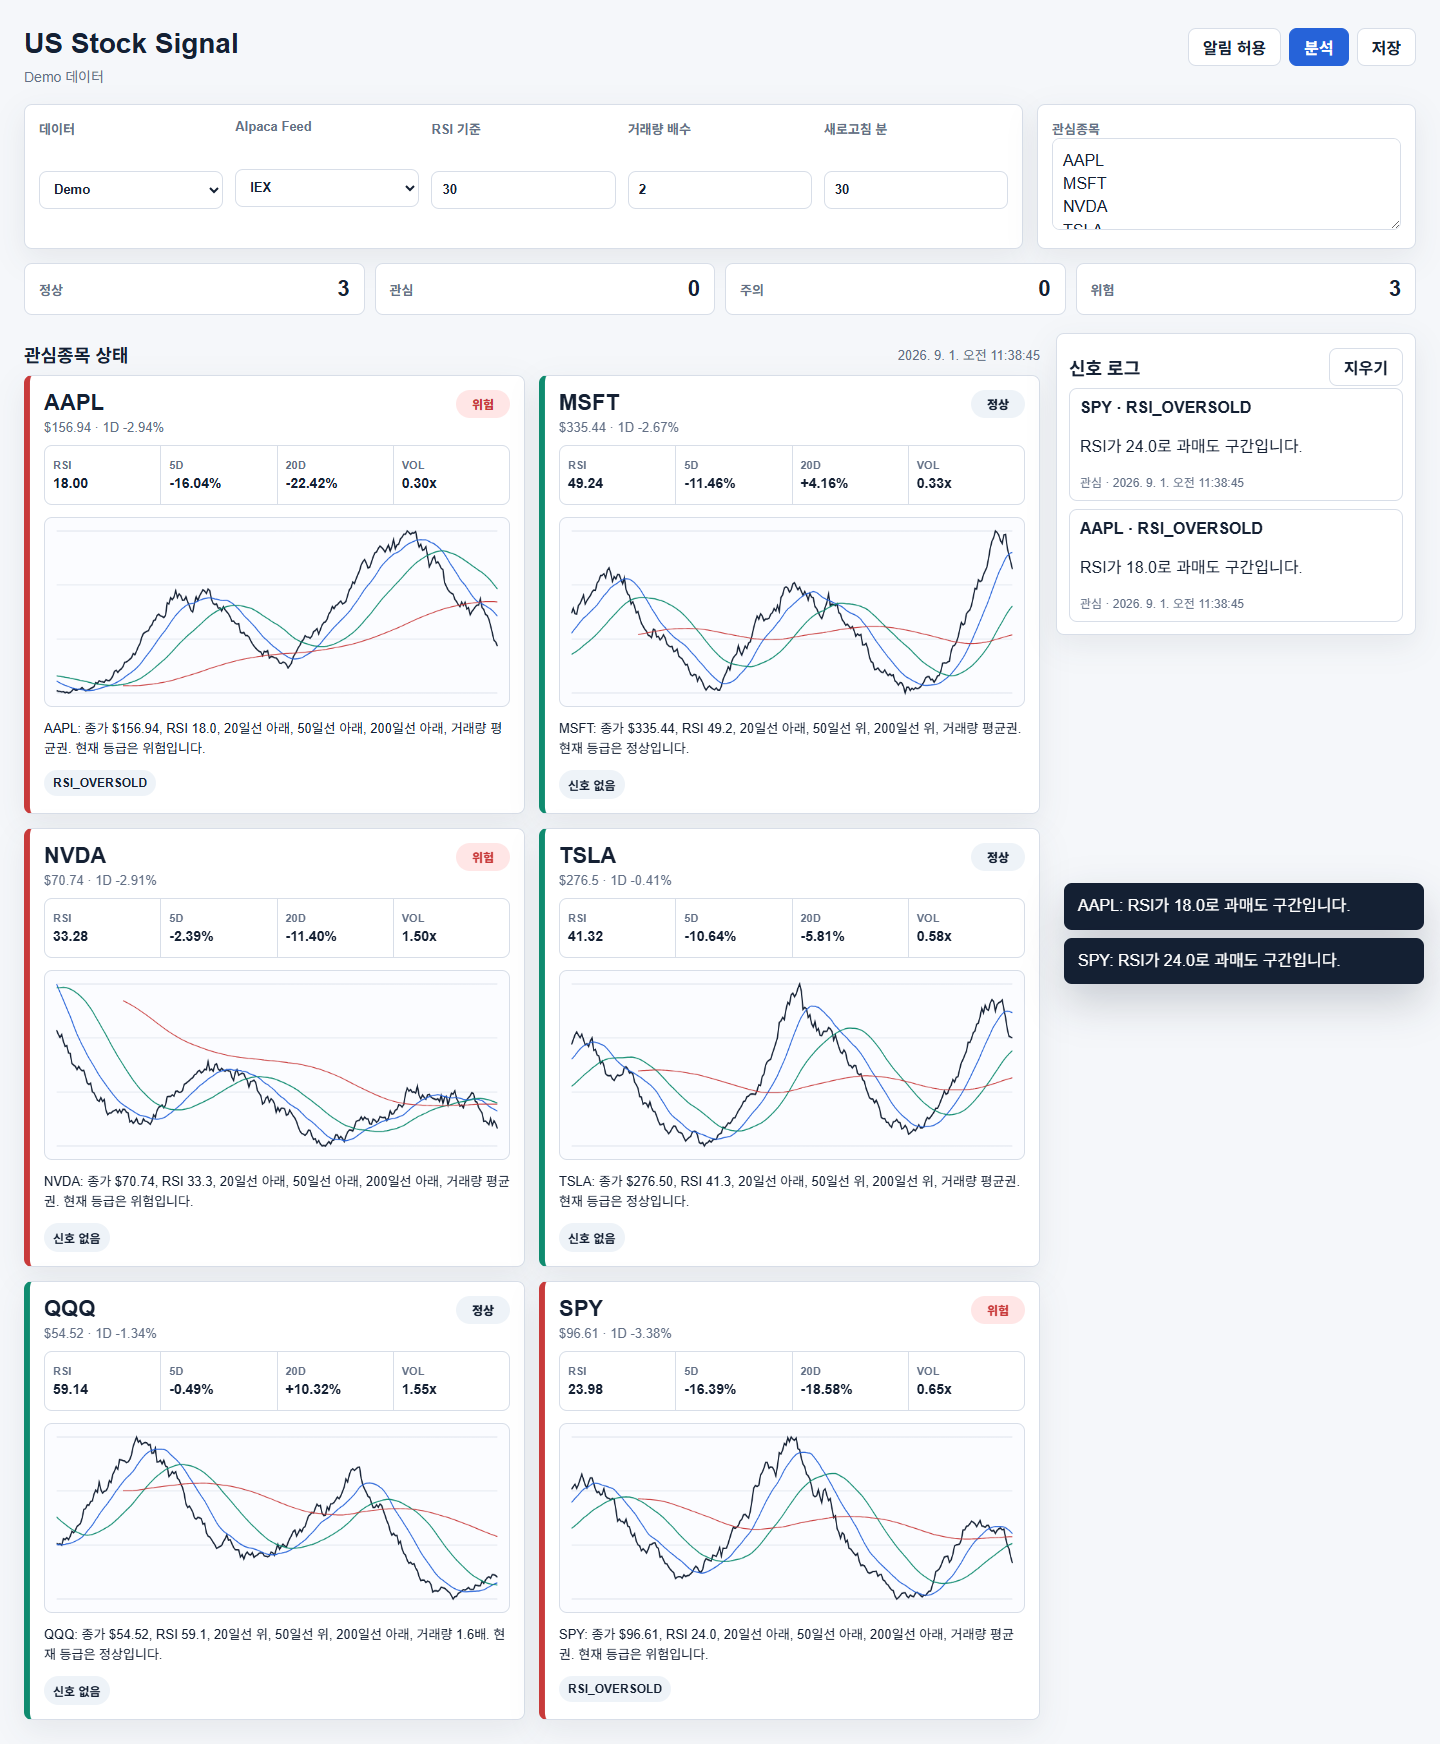 US Stock Signal
Demo 데이터
알림 허용
분석
저장
데이터
Alpaca Feed
RSI 기준
거래량 배수
새로고침 분
Demo
IEX
30
2
30
관심종목
AAPL
MSFT
NVDA
TSLA
정상
3
관심
0
주의
0
위험
3
관심종목 상태
2026. 9. 1. 오전 11:38:45
AAPL
위험
$156.94 · 1D -2.94%
RSI
5D
20D
VOL
18.00
-16.04%
-22.42%
0.30x
AAPL: 종가 $156.94, RSI 18.0, 20일선 아래, 50일선 아래, 200일선 아래, 거래량 평
균권. 현재 등급은 위험입니다.
RSI_OVERSOLD
MSFT
정상
$335.44 · 1D -2.67%
RSI
5D
20D
VOL
49.24
-11.46%
+4.16%
0.33x
MSFT: 종가 $335.44, RSI 49.2, 20일선 아래, 50일선 위, 200일선 위, 거래량 평균권.
현재 등급은 정상입니다.
신호 없음
NVDA
위험
$70.74 · 1D -2.91%
RSI
5D
20D
VOL
33.28
-2.39%
-11.40%
1.50x
NVDA: 종가 $70.74, RSI 33.3, 20일선 아래, 50일선 아래, 200일선 아래, 거래량 평균
권. 현재 등급은 위험입니다.
신호 없음
TSLA
정상
$276.5 · 1D -0.41%
RSI
5D
20D
VOL
41.32
-10.64%
-5.81%
0.58x
TSLA: 종가 $276.50, RSI 41.3, 20일선 아래, 50일선 위, 200일선 위, 거래량 평균권.
현재 등급은 정상입니다.
신호 없음
QQQ
정상
$54.52 · 1D -1.34%
RSI
5D
20D
VOL
59.14
-0.49%
+10.32%
1.55x
QQQ: 종가 $54.52, RSI 59.1, 20일선 위, 50일선 위, 200일선 아래, 거래량 1.6배. 현
재 등급은 정상입니다.
신호 없음
SPY
위험
$96.61 · 1D -3.38%
RSI
5D
20D
VOL
23.98
-16.39%
-18.58%
0.65x
SPY: 종가 $96.61, RSI 24.0, 20일선 아래, 50일선 아래, 200일선 아래, 거래량 평균
권. 현재 등급은 위험입니다.
RSI_OVERSOLD
신호 로그
지우기
SPY · RSI_OVERSOLD
RSI가 24.0로 과매도 구간입니다.
관심 · 2026. 9. 1. 오전 11:38:45
AAPL · RSI_OVERSOLD
RSI가 18.0로 과매도 구간입니다.
관심 · 2026. 9. 1. 오전 11:38:45
AAPL: RSI가 18.0로 과매도 구간입니다.
SPY: RSI가 24.0로 과매도 구간입니다.